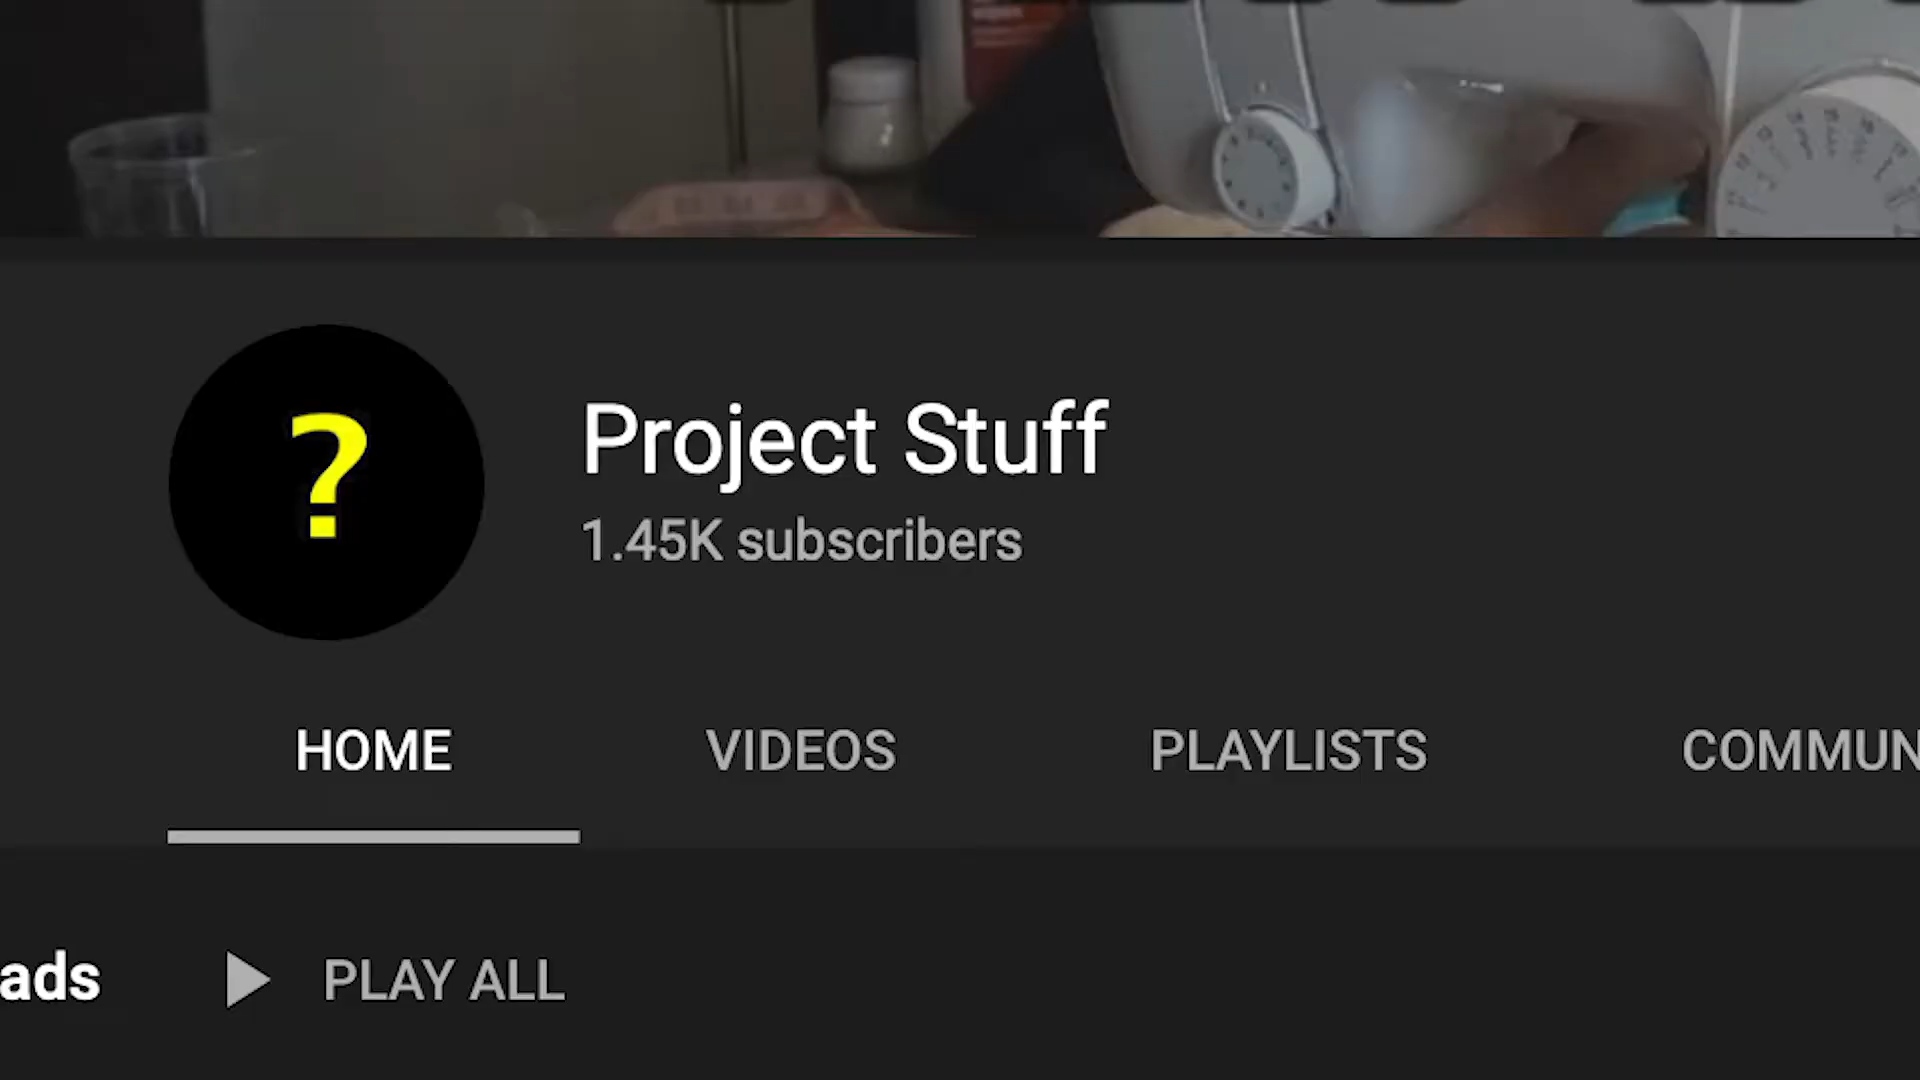 ?
Project Stuff
1.45K subscribers
HOME VIDEOS PLAYLISTS COMMUN
ads PLAY ALL